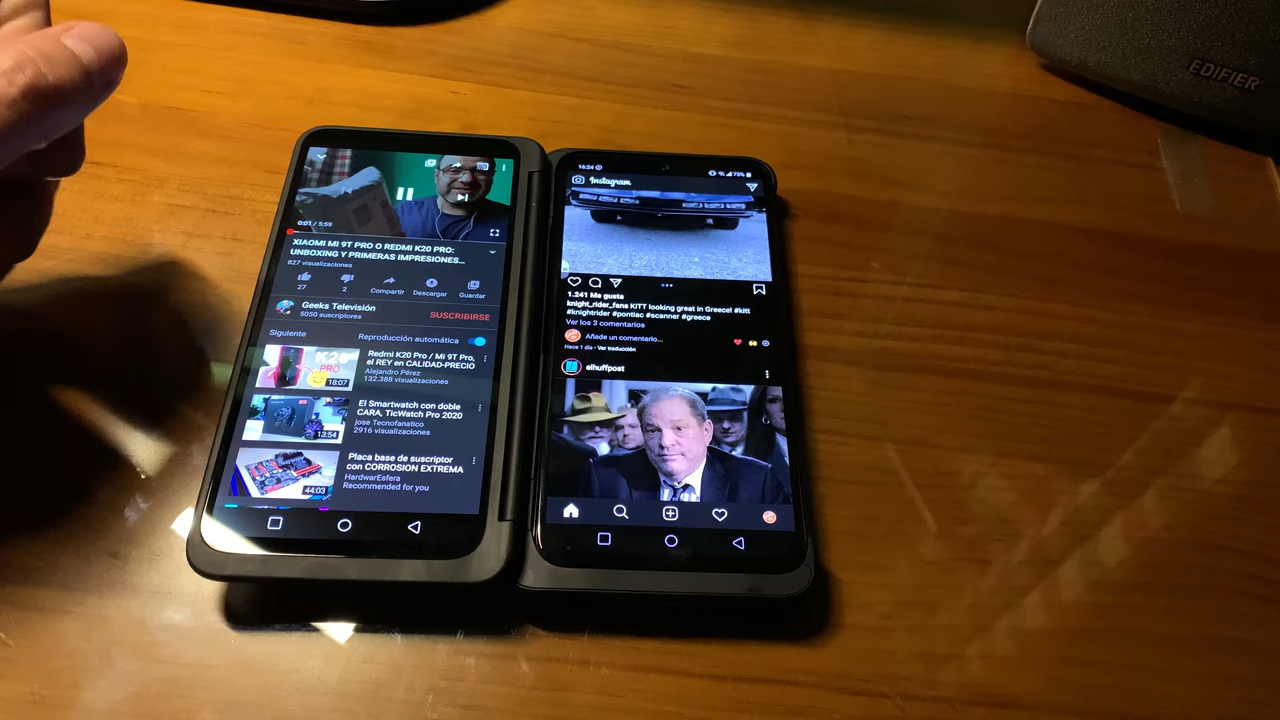 EDIFIER
0:01 / 5:59
XIAOMI MI 9T PRO O REDMI K20 PRO:
UNBOXING Y PRIMERAS IMPRESIONES...
827 visualizaciones
27
2
Compartir
Descargar
Guardar
Geeks Televisión
5050 suscriptores
SUSCRIBIRSE
Siguiente
Reproducción automática
K20
PRO
18:07
Redmi K20 Pro / Mi 9T Pro,
el REY en CALIDAD-PRECIO
Alejandro Pérez
132.388 visualizaciones
13:54
El Smartwatch con doble
CARA, TicWatch Pro 2020
jose Tecnofanatico
2916 visualizaciones
44:03
Placa base de suscriptor
con CORROSION EXTREMA
HardwarEsfera
Recommended for you
16:24
73%
Instagram
1.241 Me gusta
knight_rider_fans KITT looking great in Greece! #kitt
#knightrider #pontiac #scanner #greece
Ver los 3 comentarios
Añade un comentario...
Hace 1 día • Ver traducción
elhuffpost